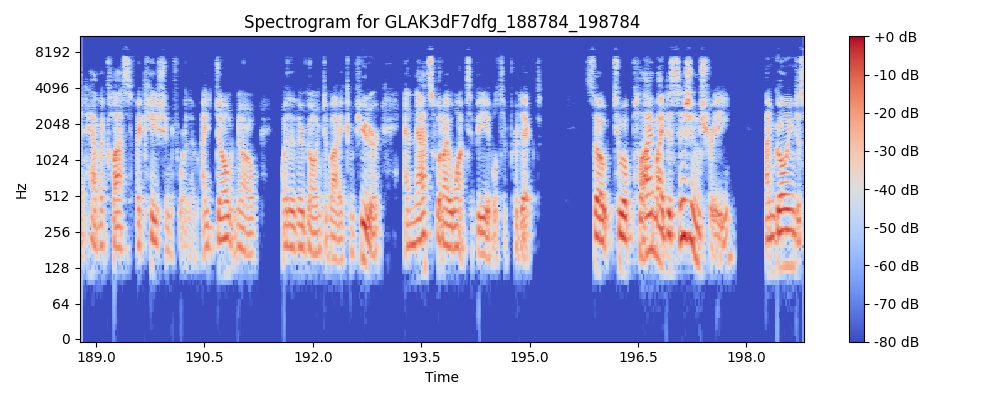 Spectrogram for GLAK3dF7dfg_188784_198784
8192
4096
2048
1024
512
256
128
64
0
Hz
189.0 190.5 192.0 193.5 195.0 196.5 198.0
Time
+0 dB
-10 dB
-20 dB
-30 dB
-40 dB
-50 dB
-60 dB
-70 dB
-80 dB